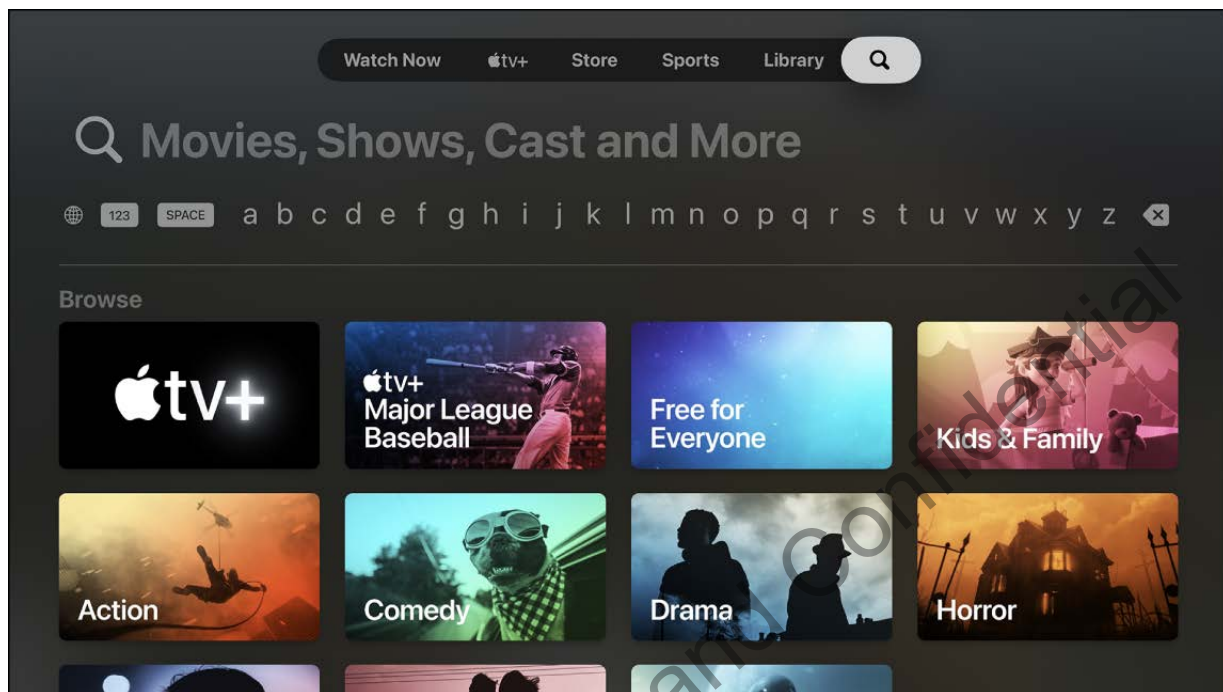 Watch Now tv+ Store Sports Library
Movies, Shows, Cast and More
123 SPACE a b c d e f g h i j k l m n o p q r s t u v w x y z
Browse
tv+
tv+
Major League
Baseball
Free for
Everyone
Kids & Family
Action
Comedy
Drama
Horror
and Confidential